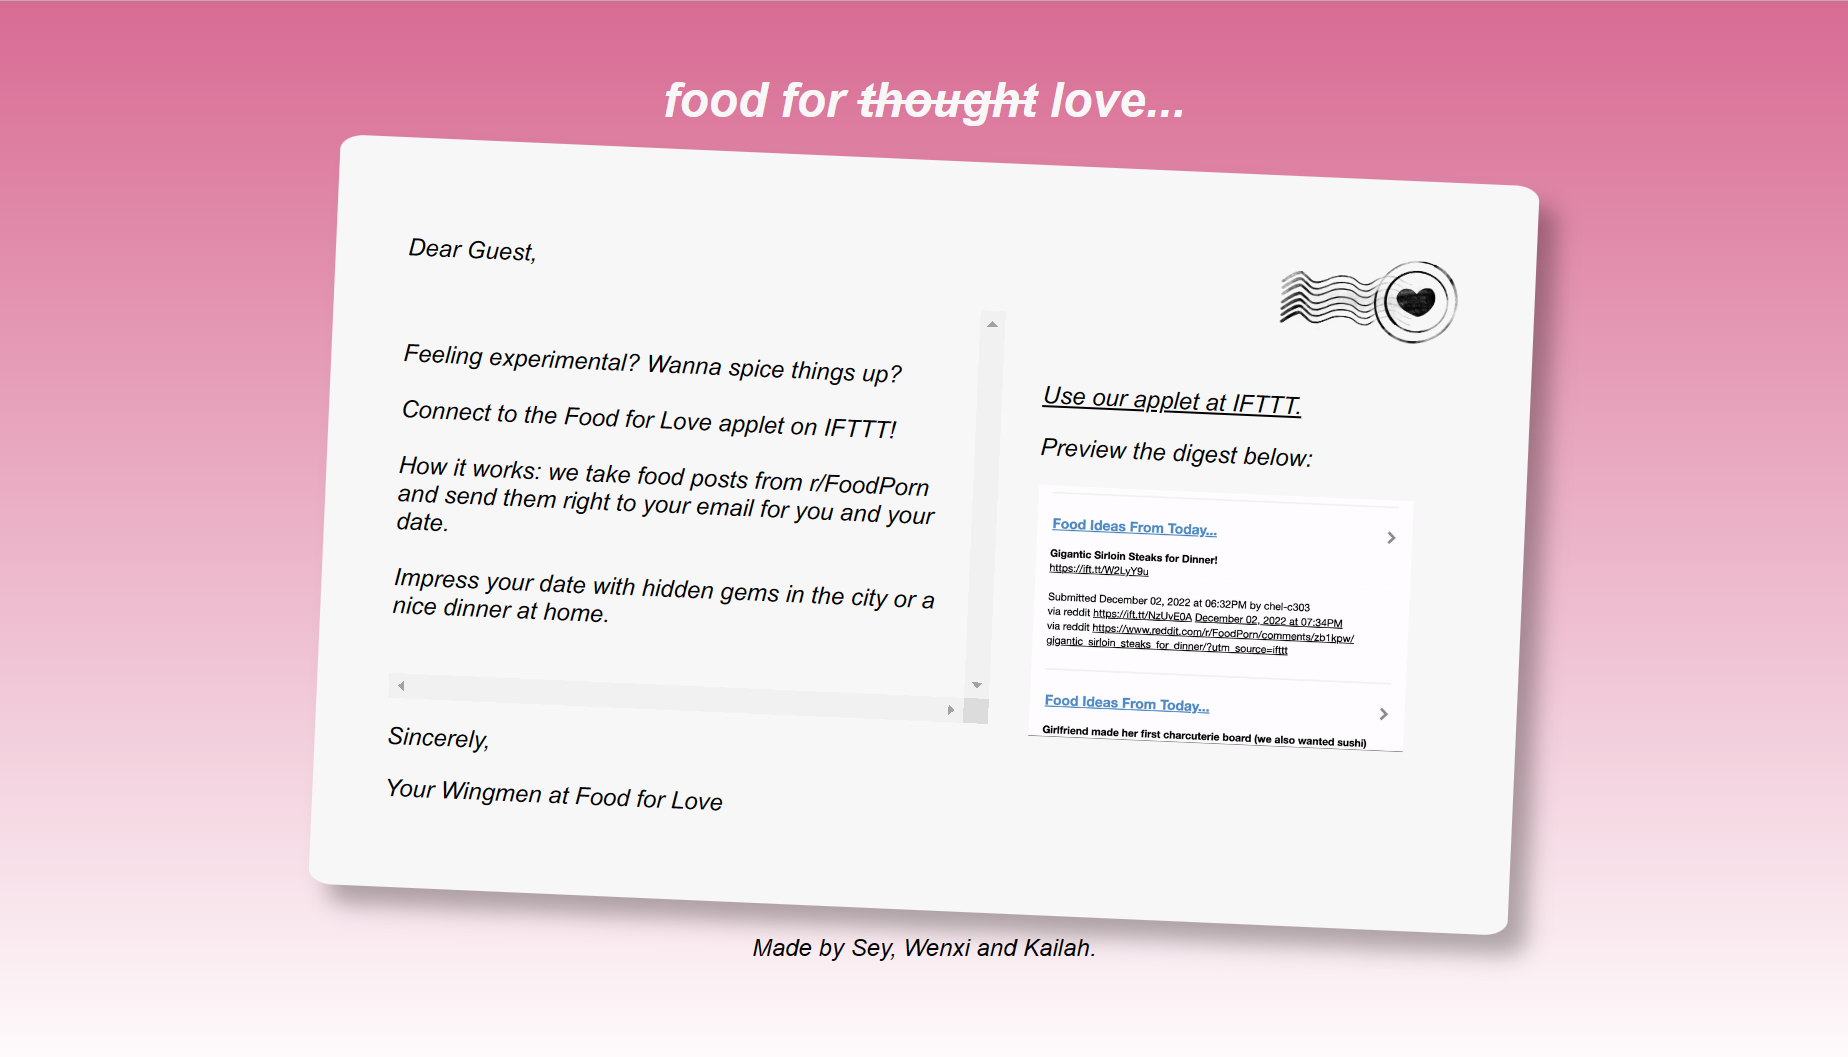 food for thought love...
Dear Guest,
Feeling experimental? Wanna spice things up?
Connect to the Food for Love applet on IFTTT!
How it works: we take food posts from r/FoodPorn
and send them right to your email for you and your
date.
Impress your date with hidden gems in the city or a
nice dinner at home.
Sincerely,
Your Wingmen at Food for Love
Use our applet at IFTTT.
Preview the digest below:
Food Ideas From Today...
Gigantic Sirloin Steaks for Dinner!
https://ift.tt/W2LyY9u
Submitted December 02, 2022 at 06:32PM by chel-c303
via reddit https://ift.tt/NzUvE0A December 02, 2022 at 07:34PM
via reddit https://www.reddit.com/r/FoodPorn/comments/zb1kpw/
gigantic_sirloin_steaks_for_dinner/?utm_source=ifttt
Food Ideas From Today...
Girlfriend made her first charcuterie board (we also wanted sushi)
Made by Sey, Wenxi and Kailah.